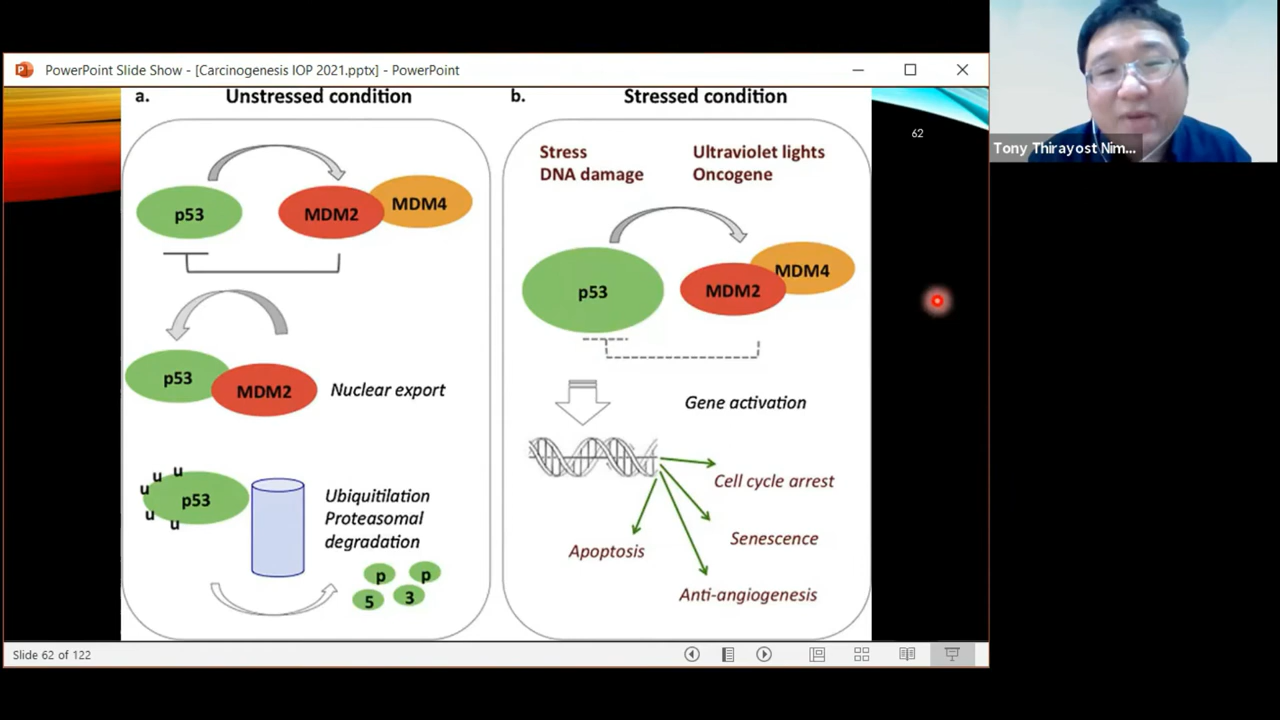 PowerPoint Slide Show - [Carcinogenesis IOP 2021.pptx] - PowerPoint
Tony Thirayost Nim...
62
a. Unstressed condition
p53
MDM2
MDM4
p53
MDM2
Nuclear export
u
u
u
u
u
p53
Ubiquitilation
Proteasomal
degradation
p
p
5
3
b. Stressed condition
Stress
DNA damage
Ultraviolet lights
Oncogene
p53
MDM2
MDM4
Gene activation
Cell cycle arrest
Senescence
Apoptosis
Anti-angiogenesis
Slide 62 of 122